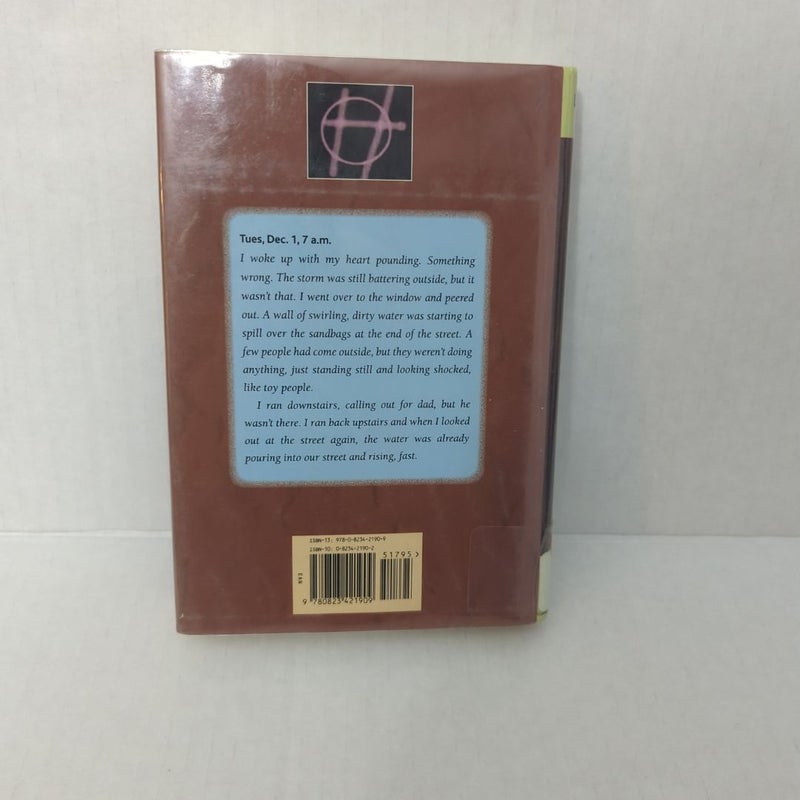 Tues, Dec. 1, 7 a.m.
I woke up with my heart pounding. Something
wrong. The storm was still battering outside, but it
wasn't that. I went over to the window and peered
out. A wall of swirling, dirty water was starting to
spill over the sandbags at the end of the street. A
few people had come outside, but they weren't doing
anything, just standing still and looking shocked,
like toy people.
I ran downstairs, calling out for dad, but he
wasn't there. I ran back upstairs and when I looked
out at the street again, the water was already
pouring into our street and rising, fast.
ISBN-13: 978-0-8234-2190-9
ISBN-10: 0-8234-2190-2
51795>
EAN
9 780823 421909